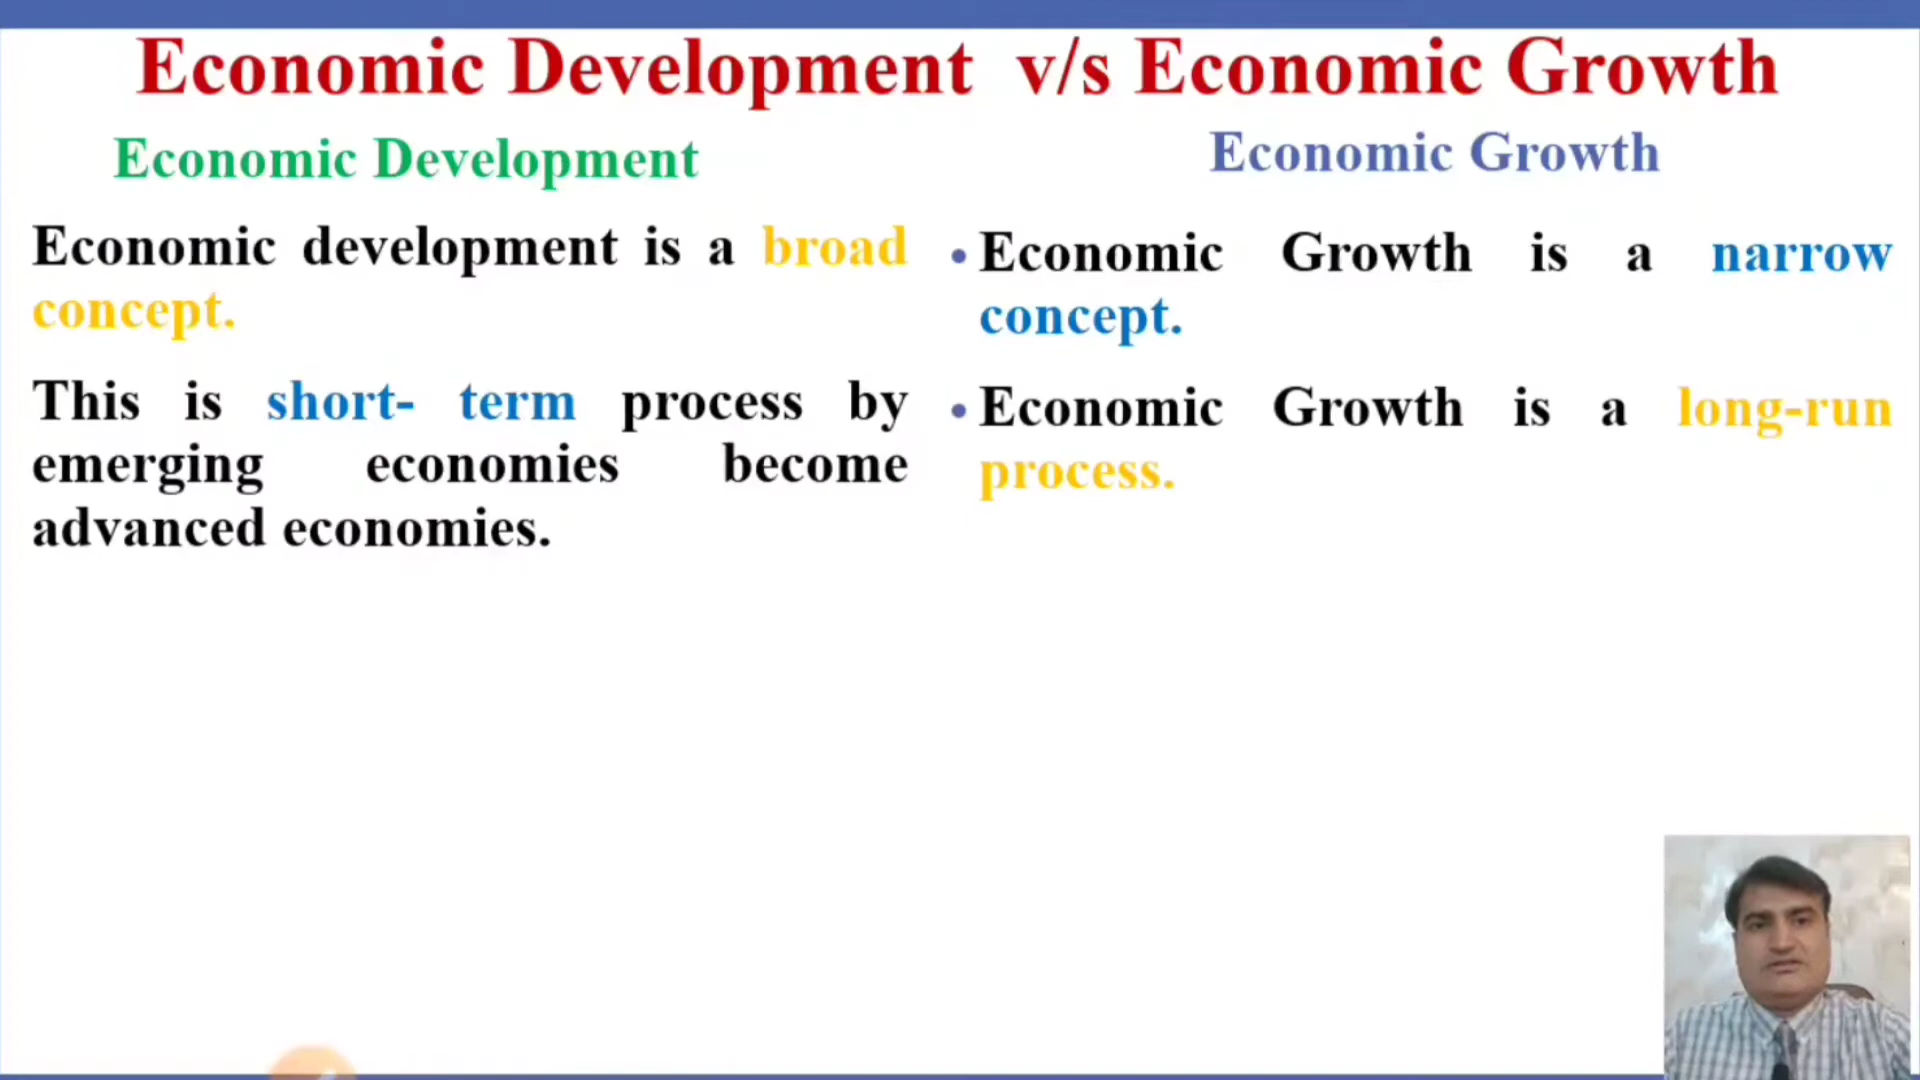 Economic Development v/s Economic Growth
Economic Development
Economic development is a broad
concept.
This is short- term process by
emerging economies become
advanced economies.
Economic Growth
• Economic Growth is a narrow
concept.
• Economic Growth is a long-run
process.